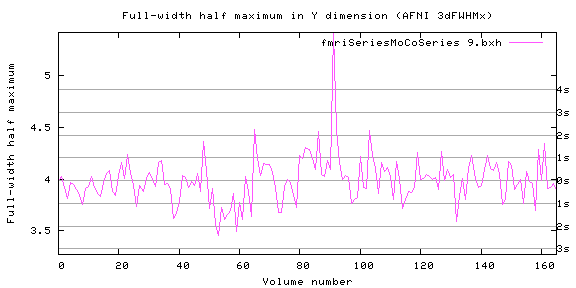 Full-width half maximum in Y dimension (AFNI 3dFWHMx)
fmriSeriesMoCoSeries 9.bxh
Full-width half maximum
5
4.5
4
3.5
4s
3s
2s
1s
0s
1s
2s
3s
0 20 40 60 80 100 120 140 160
Volume number